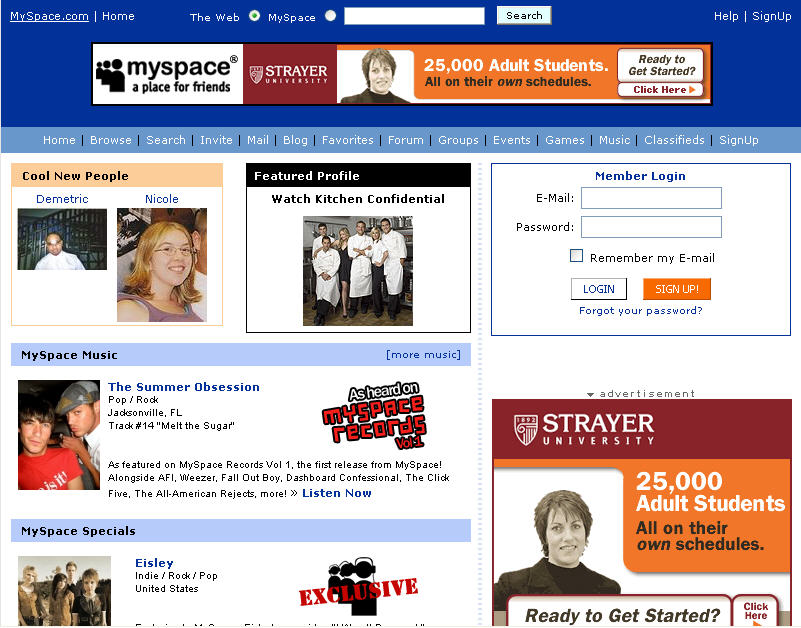 MySpace.com | Home
The Web MySpace Search
Help | SignUp
myspace®
a place for friends
STRAYER
UNIVERSITY
25,000 Adult Students.
All on their own schedules.
Ready to
Get Started?
Click Here
Home | Browse | Search | Invite | Mail | Blog | Favorites | Forum | Groups | Events | Games | Music | Classifieds | SignUp
Cool New People
Demetric Nicole
Featured Profile
Watch Kitchen Confidential
Member Login
E-Mail:
Password:
Remember my E-mail
LOGIN SIGN UP!
Forgot your password?
MySpace Music [more music]
The Summer Obsession
Pop / Rock
Jacksonville, FL
Track#14 "Melt the Sugar"
As heard on
myspace
records
Vol 1
As featured on MySpace Records Vol 1, the first release from MySpace!
Alongside AFI, Weezer, Fall Out Boy, Dashboard Confessional, The Click
Five, The All-American Rejects, more! » Listen Now
MySpace Specials
Eisley
Indie / Rock / Pop
United States
EXCLUSIVE
advertisement
1892
STRAYER
UNIVERSITY
25,000
Adult Students
All on their
own schedules.
Ready to Get Started?
Click
Here